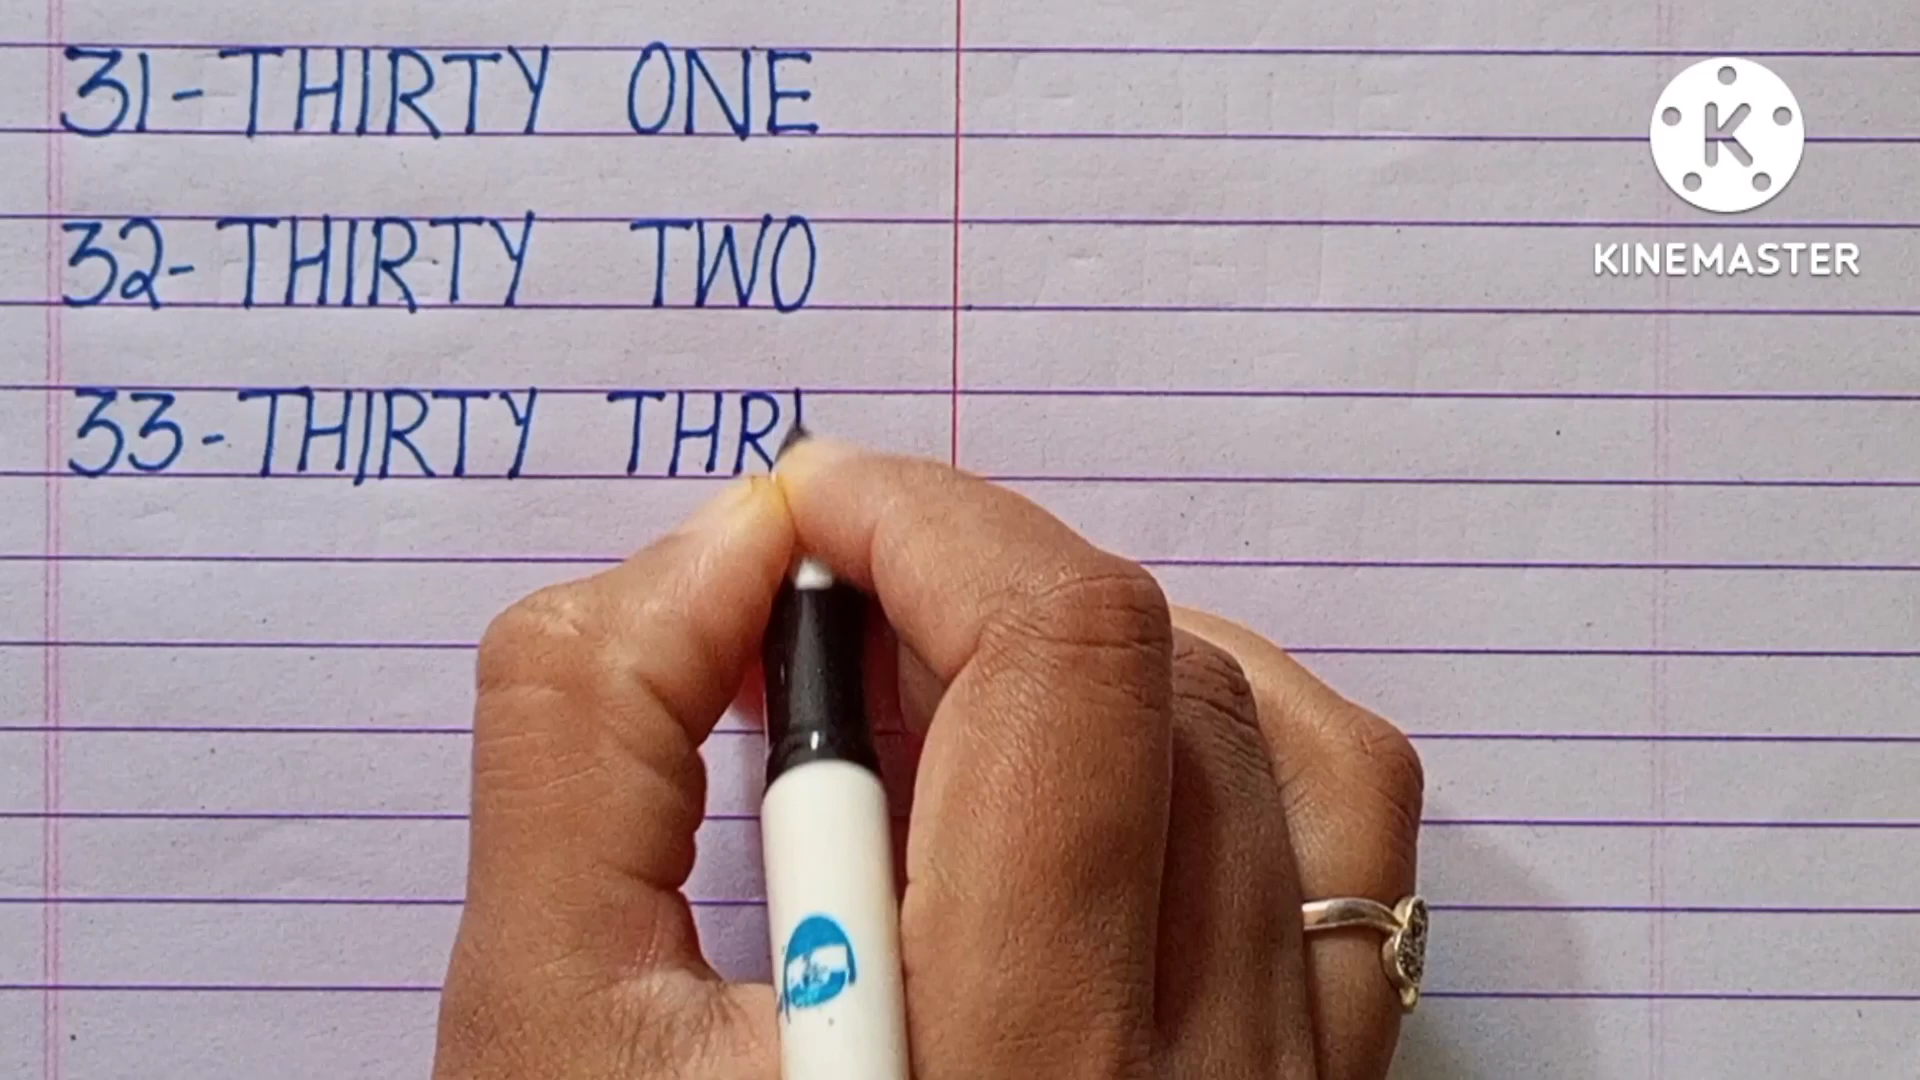 31-THIRTY ONE
32-THIRTY TWO
33-THIRTY THR
KINEMASTER